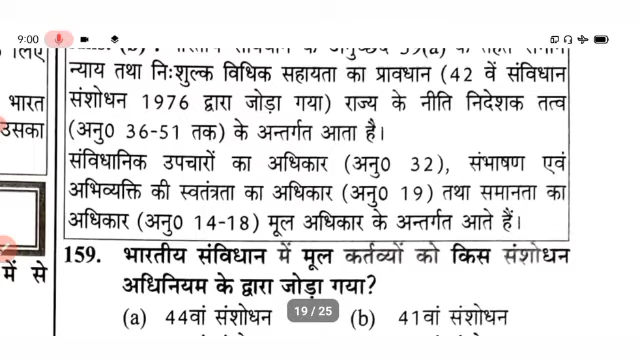 9:00
लिए
न्याय तथा निःशुल्क विधिक सहायता का प्रावधान (42 वें संविधान
भारत
संशोधन 1976 द्वारा जोड़ा गया) राज्य के नीति निदेशक तत्व
उसका
(अनु0 36-51 तक) के अन्तर्गत आता है।
संविधानिक उपचारों का अधिकार (अनु0 32), संभाषण एवं
अभिव्यक्ति की स्वतंत्रता का अधिकार (अनु0 19) तथा समानता का
अधिकार (अनु0 14-18) मूल अधिकार के अन्तर्गत आते हैं।
159. भारतीय संविधान में मूल कर्तव्यों को किस संशोधन
में से
अधिनियम के द्वारा जोड़ा गया?
19 / 25
(a) 44वां संशोधन (b) 41वां संशोधन